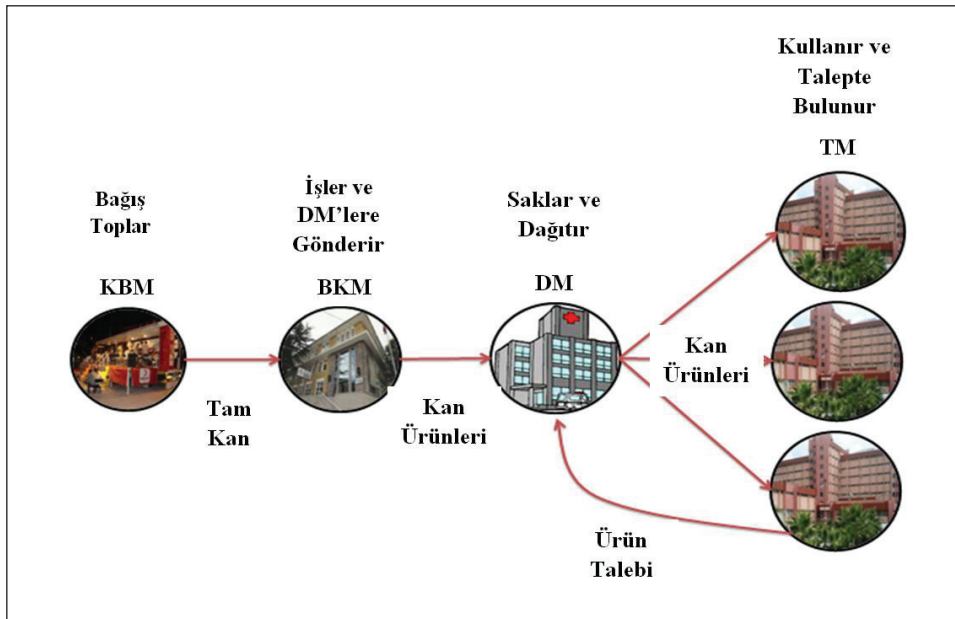 Kullanır ve
Talepte
Bulunur
TM
Bağış
Toplar
KBM
İşler ve
DM'lere
Gönderir
BKM
Saklar ve
Dağıtır
DM
Tam
Kan
Kan
Ürünleri
Kan
Ürünleri
Ürün
Talebi